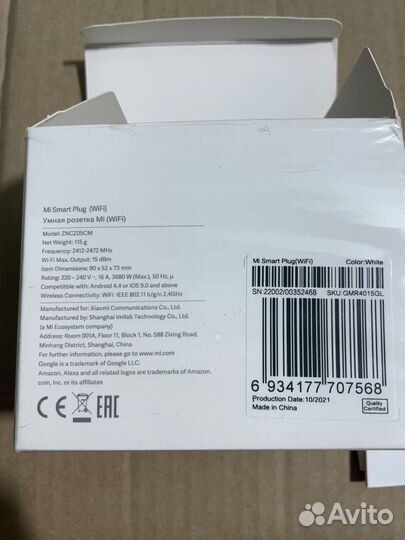 Mi Smart Plug (WiFi)
Умная розетка Mi (WiFi)
Model: ZNCZ05CM
Net Weight: 115 g
Frequency: 2412-2472 MHz
Wi-Fi Max. Output: 15 dBm
Item Dimensions: 90 x 52 x 73 mm
Rating: 220 – 240 V~, 16 A, 3680 W (Max.), 50 Hz, μ
Compatible with: Android 4.4 or iOS 9.0 and above
Wireless Connectivity: WiFi IEEE 802.11 b/g/n 2.4GHz
Manufactured for: Xiaomi Communications Co., Ltd.
Manufactured by: Shanghai Imilab Technology Co., Ltd.
(a Mi Ecosystem company)
Address: Room 001A, Floor 11, Block 1, No. 588 Zixing Road,
Minhang District, Shanghai, China
For further information, please go to www.mi.com
Google is a trademark of Google LLC.
Amazon, Alexa and all related logos are trademarks of Amazon.
com, Inc. or its affiliates
CE EAC
Mi Smart Plug(WiFi) Color:White
SN:22002/00352468 SKU GMR4015GL
6 934177 707568
Production Date: 10/2021
Made in China
Quality
Certified
Avito